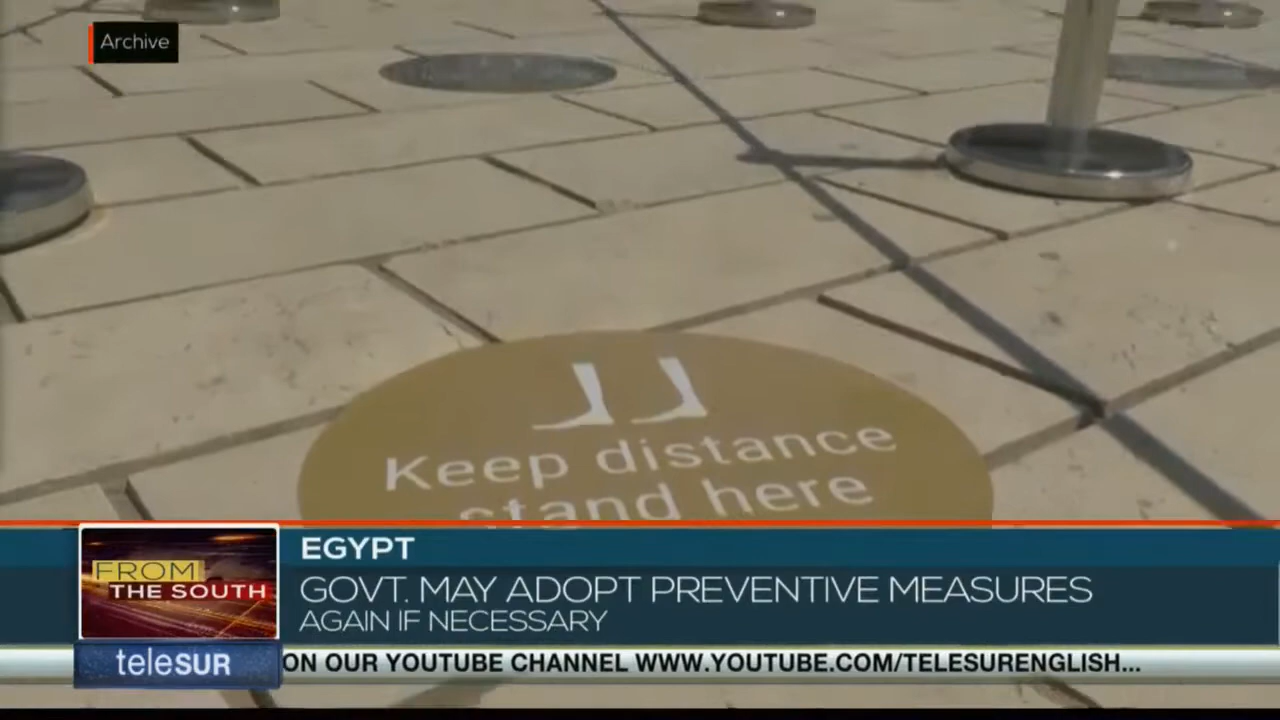 Archive
Keep distance
stand here
EGYPT
GOVT. MAY ADOPT PREVENTIVE MEASURES
AGAIN IF NECESSARY
FROM
THE SOUTH
teleSUR
ON OUR YOUTUBE CHANNEL WWW.YOUTUBE.COM/TELESURENGLISH...